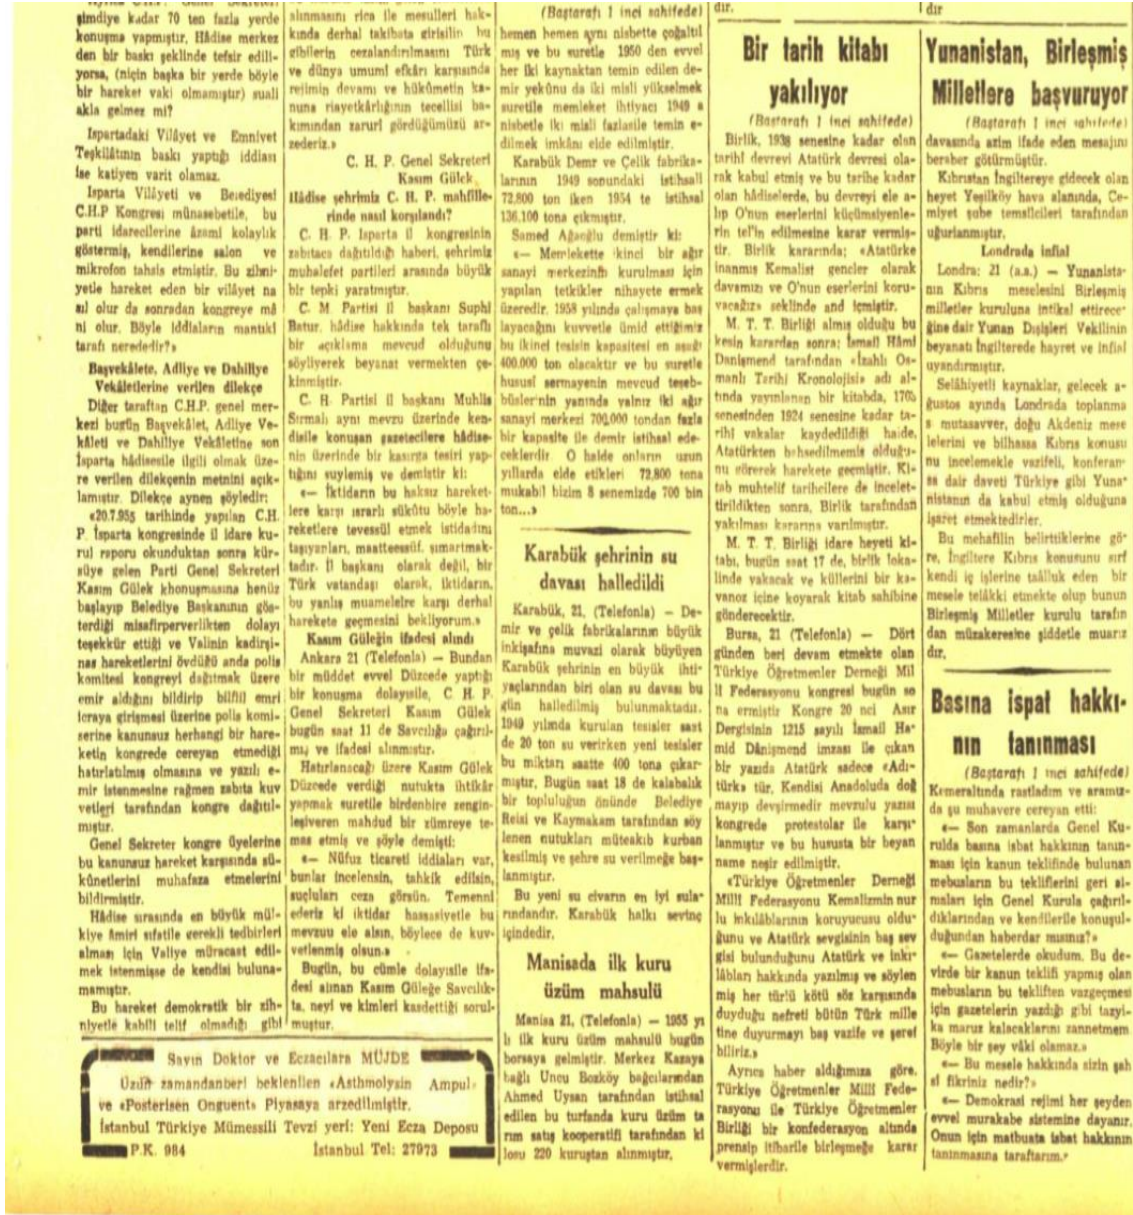 şimdiye kadar 70 ten fazla yerde
konuşma yapmıştır. Hâdise merkez
den bir baskı şeklinde tefsir edili-
yorsa, (niçin başka bir yerde böyle
bir hareket vaki olmamıştır) suali
akla gelmez mi?
Ispartadaki Vilâyet ve Emniyet
Teşkilâtının baskı yaptığı iddiası
ise katiyen varit olamaz.
Isparta Vilâyeti ve Belediyesi
C.H.P Kongresi münasebetile, bu
parti idarecilerine âzamî kolaylık
göstermiş, kendilerine salon ve
mikrofon tahsis etmiştir. Bu zihni-
yetle hareket eden bir vilâyet na
sıl olur da sonradan kongreye mâ
ni olur. Böyle iddiaların mantıkî
tarafı nerededir?»
Başvekâlete, Adliye ve Dahiliye
Vekâletlerine verilen dilekçe
Diğer taraftan C.H.P. genel mer-
kezi bugün Başvekâlet, Adliye Ve-
kâleti ve Dahiliye Vekâletine son
Isparta hâdisesile ilgili olmak üze-
re verilen dilekçenin metnini açık-
lamıştır. Dilekçe aynen şöyledir:
«20.7.955 tarihinde yapılan C.H.
P. Isparta kongresinde il idare ku-
rul raporu okunduktan sonra kür-
süye gelen Parti Genel Sekreteri
Kasım Gülek khonuşmasına henüz
başlayıp Belediye Başkanının gös-
terdiği misafirperverlikten dolayı
teşekkür ettiği ve Valinin kadirşi-
nas hareketlerini övdüğü anda polis
komitesi kongreyi dağıtmak üzere
emir aldığını bildirip bilfiil emri
icraya girişmesi üzerine polis komi-
serine kanunsuz herhangi bir hare-
ketin kongrede cereyan etmediği
hatırlatılmış olmasına ve yazılı e-
mir istenmesine rağmen zabıta kuv
vetleri tarafından kongre dağıtıl-
mıştır.
Genel Sekreter kongre üyelerine
bu kanunsuz hareket karşısında sü-
kûnetlerini muhafaza etmelerini
bildirmiştir.
Hâdise sırasında en büyük mül-
kiye âmiri sıfatile gerekli tedbirleri
alması için Valiye müracaat edil-
mek istenmişse de kendisi buluna-
mamıştır.
Bu hareket demokratik bir zih-
niyetle kabili telif olmadığı gibi
alınmasını rica ile mesulleri hak-
kında derhal takibata girişilin bu
gibilerin cezalandırılmasını Türk
ve dünya umumî efkârı karşısında
rejimin devamı ve hükûmetin ka-
nuna riayetkârlığının tecellisi ba-
kımından zarurî gördüğümüzü ar-
zederiz.»
C. H. P. Genel Sekreteri
Kasım Gülek
Hâdise şehrimiz C. H. P. mahfille-
rinde nasıl karşılandı?
C. H. P. Isparta il kongresinin
zabıtaca dağıtıldığı haberi, şehrimiz
muhalefet partileri arasında büyük
bir tepki yaratmıştır.
C. M Partisi il başkanı Suphi
Batur, hâdise hakkında tek taraflı
bir açıklama mevcud olduğunu
söyliyerek beyanat vermekten çe-
kinmiştir.
C. H. Partisi il başkanı Muhlis
Sırmalı aynı mevzu üzerinde ken-
disile konuşan gazetecilere hâdise-
nin üzerinde bir kasırga tesiri yap-
tığını suylemiş ve demiştir ki:
«— İktidarın bu haksız hareket-
lere karşı ısrarlı sükûtu böyle ha-
reketlere tevessül etmek istidadını
taşıyanları, maatteessüf, şımartmak-
tadır. İl başkanı olarak değil, bir
Türk vatandaşı olarak, iktidarın,
bu yanlış muamelelre karşı derhal
harekete geçmesini bekliyorum.»
Kasım Güleğin ifadesi alındı
Ankara 21 (Telefonla) — Bundan
bir müddet evvel Düzcede yaptığı
bir konuşma dolayısile, C H P.
Genel Sekreteri Kasım Gülek
bugün saat 11 de Savcılığa çağırıl-
mış ve ifadesi alınmıştır.
Hatırlanacağı üzere Kasım Gülek
Düzcede verdiği nutukta ihtikâr
yapmak suretile birdenbire zengin-
leşiveren mahdud bir zümreye te-
mas etmiş ve şöyle demişti:
«— Nüfuz ticareti iddiaları var,
bunlar incelensin, tahkik edilsin,
suçluları ceza görsün. Temenni
ederiz ki iktidar hassasiyetle bu
mevzuu ele alsın, böylece de kuv-
vetlenmiş olsun.»
Bugün, bu cümle dolayısile ifa-
desi alınan Kasım Güleğe Savcılık-
ta, neyi ve kimleri kasdettiği sorul-
muştur.
Sayın Doktor ve Eczacılara MÜJDE
Uzun zamandanberi beklenilen «Asthmolysin Ampul»
ve «Posterisen Onguent» Piyasaya arzedilmiştir.
İstanbul Türkiye Mümessili Tevzi yeri: Yeni Ecza Deposu
P.K. 984 İstanbul Tel: 27973
(Baştarafı 1 inci sahifede)
hemen hemen aynı nisbette çoğaltıl
mış ve bu suretle 1950 den evvel
her iki kaynaktan temin edilen de-
mir yekûnu da iki misli yükselmek
suretile memleket ihtiyacı 1949 a
nisbetle iki misli fazlasile temin e-
dilmek imkânı elde edilmiştir.
Karabük Demr ve Çelik fabrika-
larının 1949 sonundaki istihsali
72,800 ton iken 1954 te istihsal
136,100 tona çıkmıştır.
Samed Ağaoğlu demiştir ki:
«— Memlekette ikinci bir ağır
sanayi merkezinin kurulması için
yapılan tetkikler nihayete ermek
üzeredir. 1958 yılında çalışmaya baş
layacağını kuvvetle ümid ettiğimiz
bu ikinci tesisin kapasitesi en aşağı
400.000 ton olacaktır ve bu suretle
hususî sermayenin mevcud teşeb-
büslerinin yanında yalnız iki ağır
sanayi merkezi 700,000 tondan fazla
bir kapasite ile demir istihsal ede-
ceklerdir O halde onların uzun
yıllarda elde etikleri 72,800 tona
mukabil bizim 8 senemizde 700 bin
ton...»
Karabük şehrinin su
davası halledildi
Karabük, 21, (Telefonla) — De-
mir ve çelik fabrikalarının büyük
inkişafına muvazi olarak büyüyen
Karabük şehrinin en büyük ihti-
yaçlarından biri olan su davası bu
gün halledilmiş bulunmaktadır.
1949 yılında kurulan tesisler saat
de 20 ton su verirken yeni tesisler
bu miktarı saatte 400 tona çıkar-
mıştır. Bugün saat 18 de kalabalık
bir topluluğun önünde Belediye
Reisi ve Kaymakam tarafından söy
lenen nutukları müteakıb kurban
kesilmiş ve şehre su verilmeğe baş-
lanmıştır.
Bu yeni su civarın en iyi sula-
rındandır. Karabük halkı sevinç
içindedir.
Manisada ilk kuru
üzüm mahsulü
Manisa 21, (Telefonla) — 1955 yı
lı ilk kuru üzüm mahsulü bugün
borsaya gelmiştir. Merkez Kazaya
bağlı Uncu Bozköy bağcılarından
Ahmed Uysan tarafından istihsal
edilen bu turfanda kuru üzüm ta
rım satış kooperatifi tarafından ki
losu 220 kuruştan alınmıştır.
dır.
Bir tarih kitabı
yakılıyor
(Baştarafı 1 inci sahifede)
Birlik, 1938 senesine kadar olan
tarihî devreyi Atatürk devresi ola-
rak kabul etmiş ve bu tarihe kadar
olan hâdiselerde, bu devreyi ele a-
lıp O'nun eserlerini küçümsiyenle-
rin tel'in edilmesine karar vermiş-
tir. Birlik kararında; «Atatürke
inanmış Kemalist gençler olarak
davamızı ve O'nun eserlerini koru-
yacağız» şeklinde and içmiştir.
M. T. T. Birliği almış olduğu bu
kesin karardan sonra; İsmail Hâmi
Danişmend tarafından «İzahlı Os-
manlı Tarihi Kronolojisi» adı al-
tında yayınlanan bir kitabda, 1703
senesinden 1924 senesine kadar ta-
rihî vakalar kaydedildiği halde,
Atatürkten bahsedilmemiş olduğu-
nu görerek harekete geçmiştir. Ki-
tab muhtelif tarihcilere de incelet-
tirildikten sonra, Birlik tarafından
yakılması kararına varılmıştır.
M. T. T. Birliği idare heyeti ki-
tabı, bugün saat 17 de, birlik loka-
linde yakacak ve küllerini bir ka-
vanoz içine koyarak kitab sahibine
gönderecektir.
Bursa, 21 (Telefonla) — Dört
günden beri devam etmekte olan
Türkiye Öğretmenler Derneği Mil
lî Federasyonu kongresi bugün so
na ermiştir Kongre 20 nci Asır
Dergisinin 1215 sayılı İsmail Ha-
mid Dânişmend imzası ile çıkan
bir yazıda Atatürk sadece «Adı-
türk» tür, Kendisi Anadoluda doğ
mayıp devşirmedir mevzulu yazısı
kongrede protestolar ile karşı-
lanmıştır ve bu hususta bir beyan
name neşir edilmiştir.
«Türkiye Öğretmenler Derneği
Millî Federasyonu Kemalizmin nur
lu inkılâblarının koruyucusu oldu-
ğunu ve Atatürk sevgisinin baş sev
gisi bulunduğunu Atatürk ve inkı-
lâbları hakkında yazılmış ve söylen
miş her türlü kötü söz karşısında
duyduğu nefreti bütün Türk mille
tine duyurmayı baş vazife ve şeref
biliriz.»
Ayrıca haber aldığımıza göre,
Türkiye Öğretmenler Millî Fede-
rasyonu ile Türkiye Öğretmenler
Birliği bir konfederasyon altında
prensip itibarile birleşmeğe karar
vermişlerdir.
dır
Yunanistan, Birleşmiş
Milletlere başvuruyor
(Baştarafı 1 inci sahifede)
davasında azim ifade eden mesajını
beraber götürmüştür.
Kıbrıstan İngiltereye gidecek olan
heyet Yeşilköy hava alanında, Ce-
miyet şube temsilcileri tarafından
uğurlanmıştır.
Londrada infial
Londra: 21 (a.a.) — Yunanista-
nın Kıbrıs meselesini Birleşmiş
milletler kuruluna intikal ettirece-
ğine dair Yunan Dışişleri Vekilinin
beyanatı İngilterede hayret ve infial
uyandırmıştır.
Selâhiyetli kaynaklar, gelecek a-
ğustos ayında Londrada toplanma
s mutasavver, doğu Akdeniz mese
lelerini ve bilhassa Kıbrıs konusu
nu incelemekle vazifeli, konferan-
sa dair daveti Türkiye gibi Yuna-
nistanın da kabul etmiş olduğuna
işaret etmektedirler.
Bu mehafilin belirttiklerine gö-
re, İngiltere Kıbrıs konusunu sırf
kendi iç işlerine taâlluk eden bir
mesele telâkki etmekte olup bunun
Birleşmiş Milletler kurulu tarafın
dan müzakeresine şiddetle muarız
dır.
Basına ispat hakkı-
nın tanınması
(Baştarafı 1 inci sahifede)
Kemeraltında rastladım ve aramız-
da şu muhavere cereyan etti:
«— Son zamanlarda Genel Ku-
rulda basına isbat hakkının tanın-
ması için kanun teklifinde bulunan
mebusların bu tekliflerini geri al-
maları için Genel Kurula çağırıl-
dıklarından ve kendilerile konuşul-
duğundan haberdar mısınız?»
«— Gazetelerde okudum. Bu de-
virde bir kanun teklifi yapmış olan
mebusların bu tekliften vazgeçmesi
için gazetelerin yazdığı gibi tazyi-
ka maruz kalacaklarını zannetmem
Böyle bir şey vâki olamaz.»
«— Bu mesele hakkında sizin şah
sî fikriniz nedir?»
«— Demokrasi rejimi her şeyden
evvel murakabe sistemine dayanır.
Onun için matbuata isbat hakkının
tanınmasına taraftarım.»